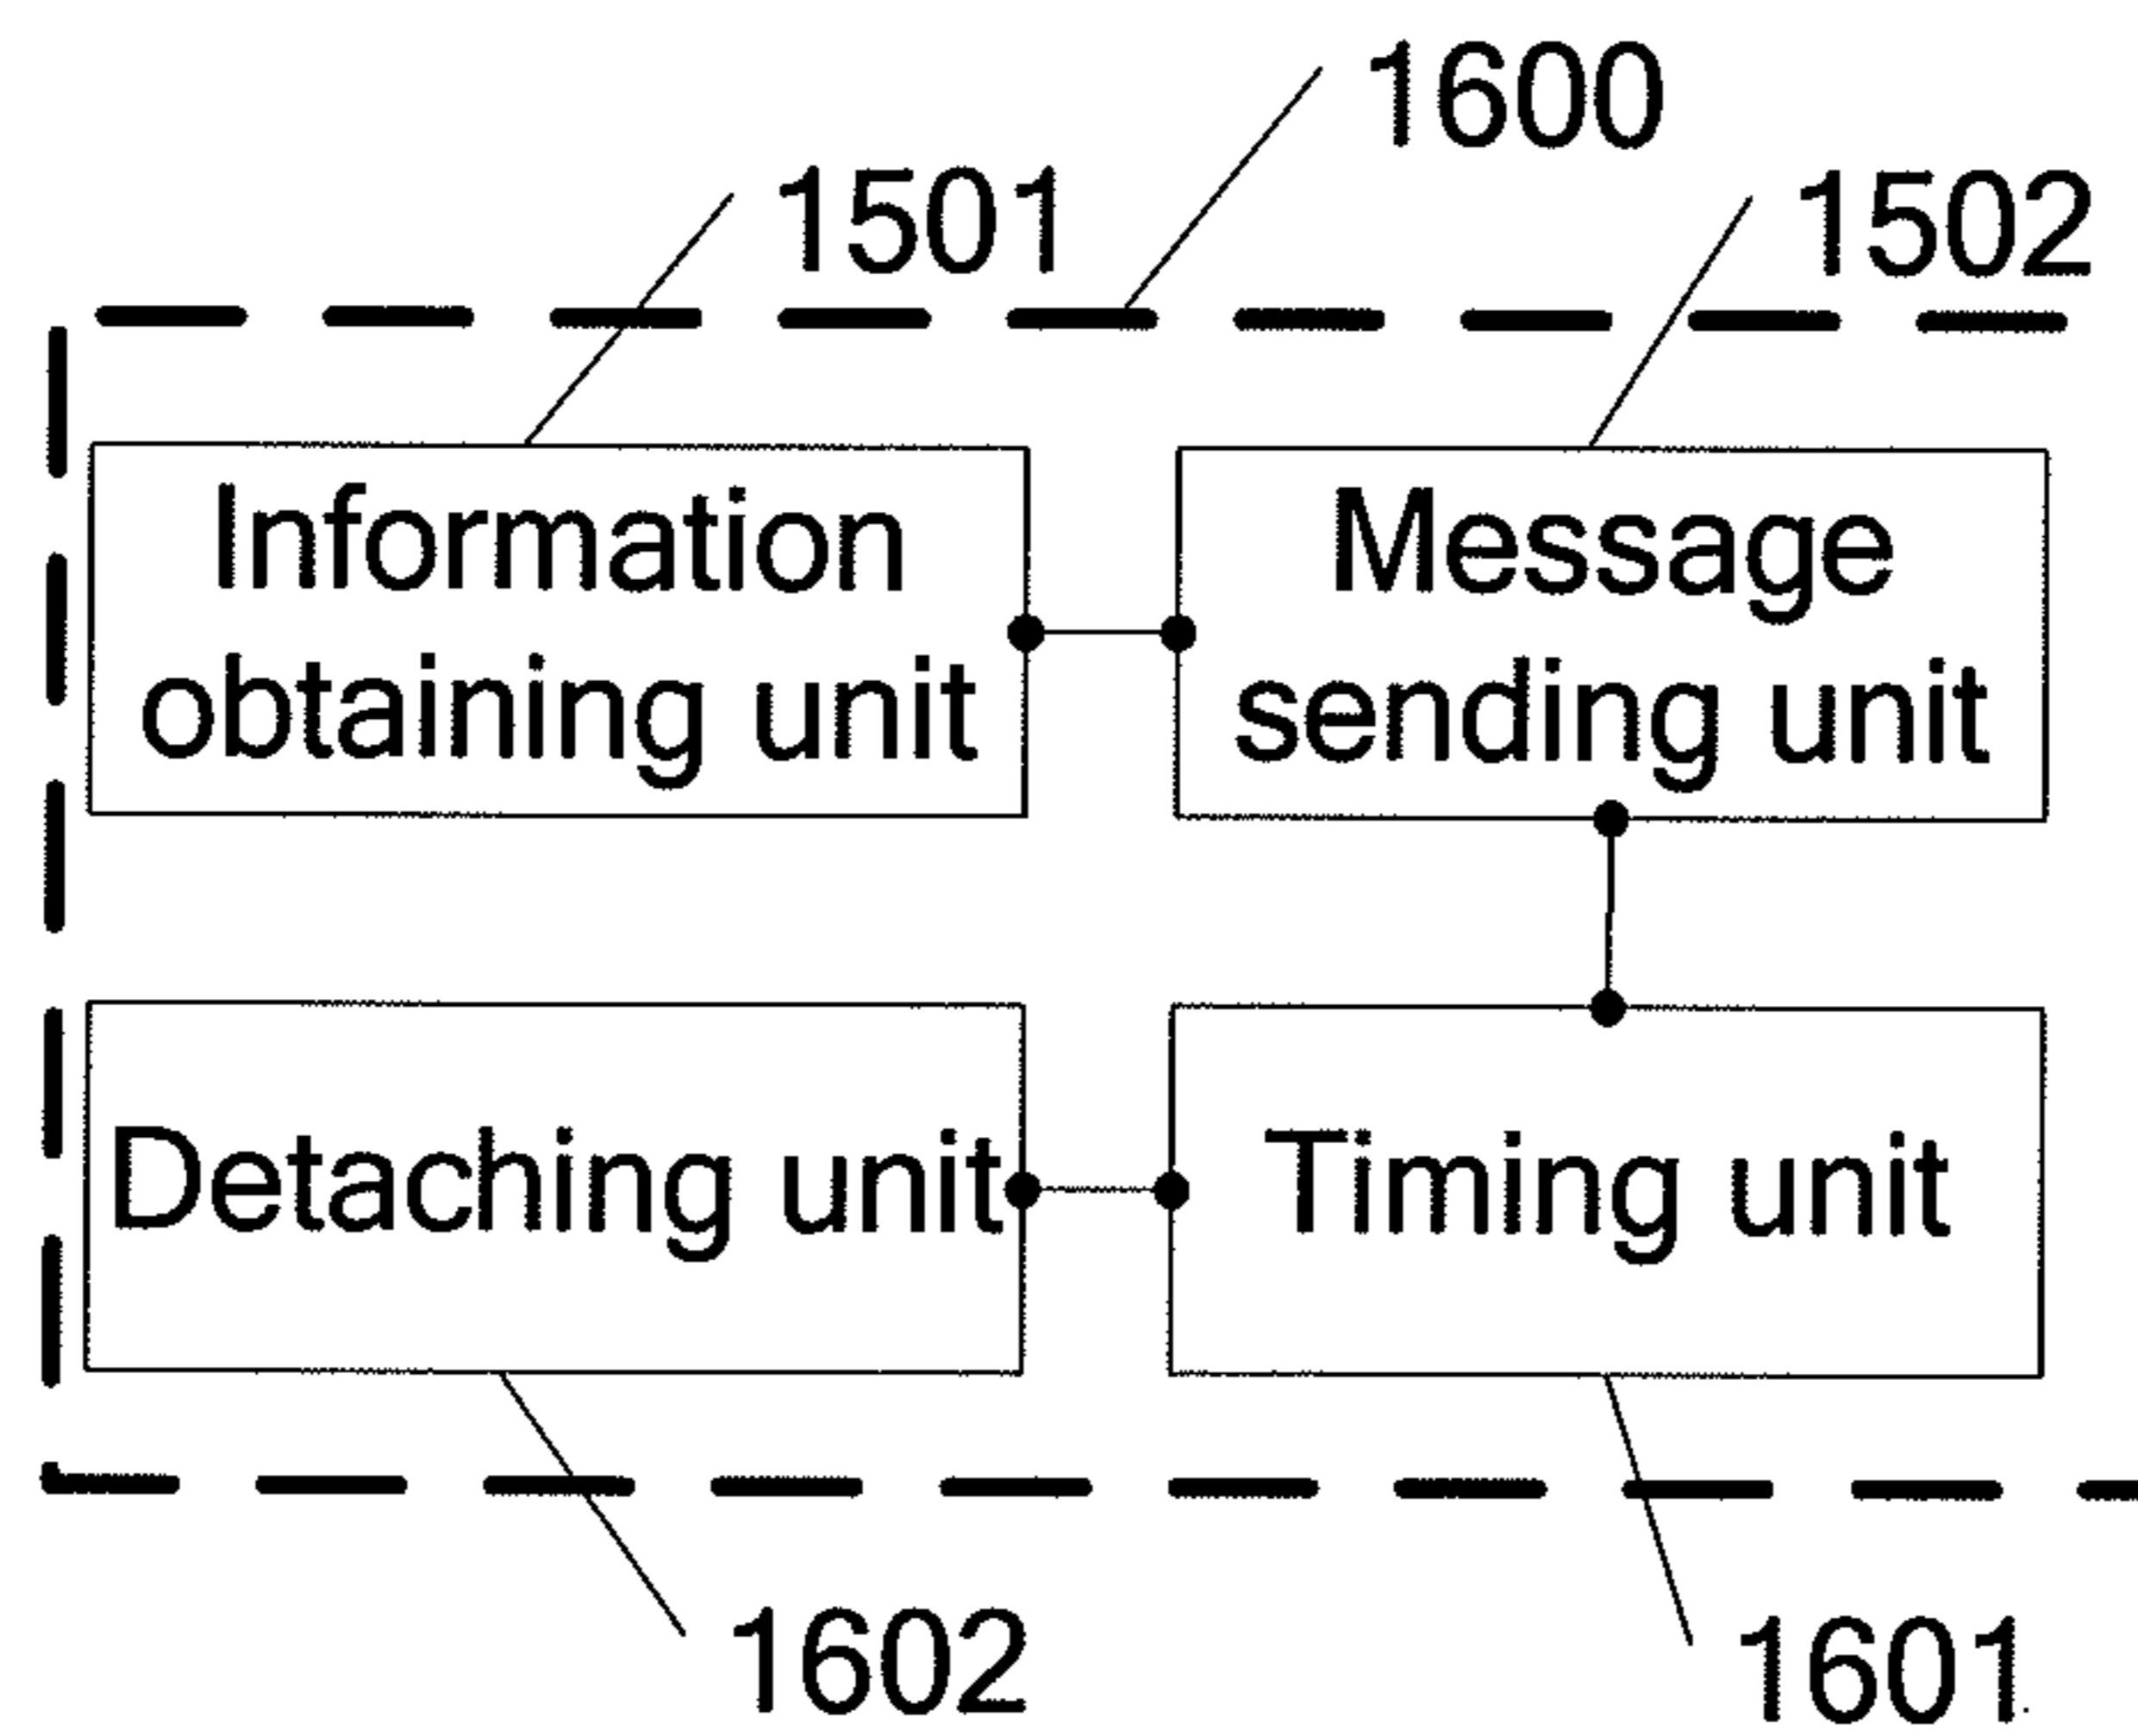 1600
1501
1502
Information
obtaining unit
Message
sending unit
Detaching unit
Timing unit
1602
1601